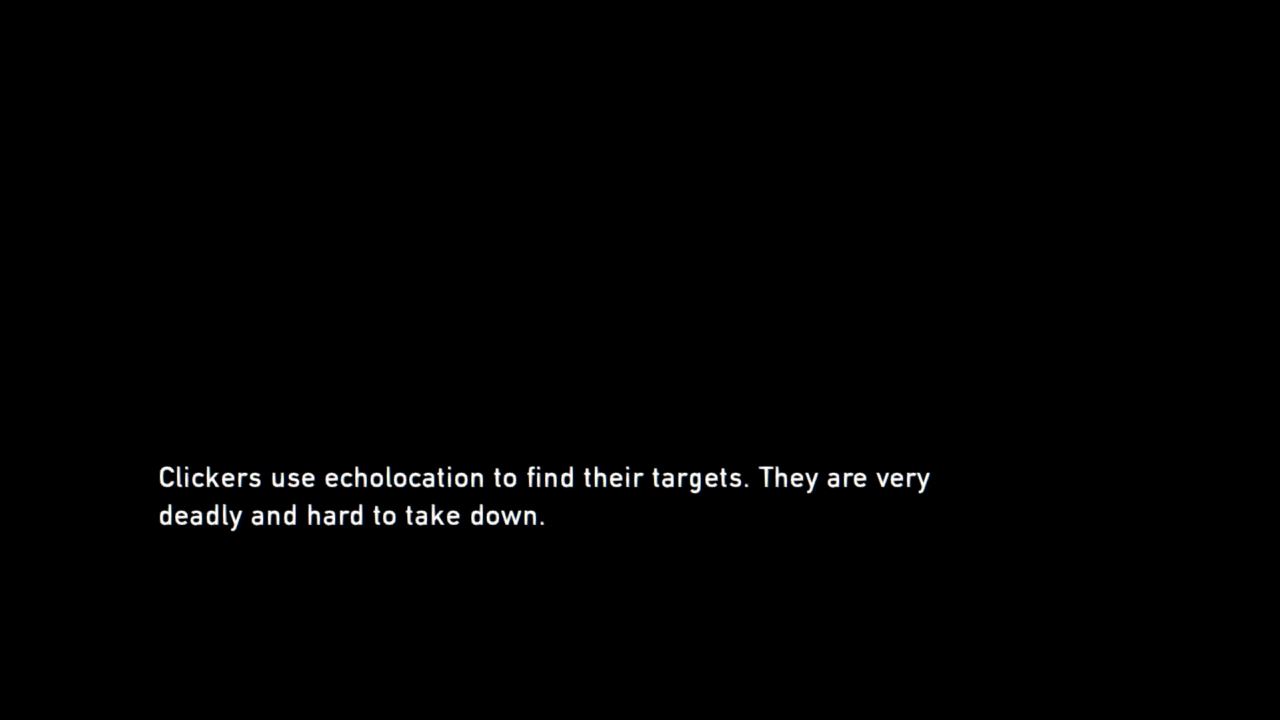 Clickers use echolocation to find their targets. They are very
deadly and hard to take down.